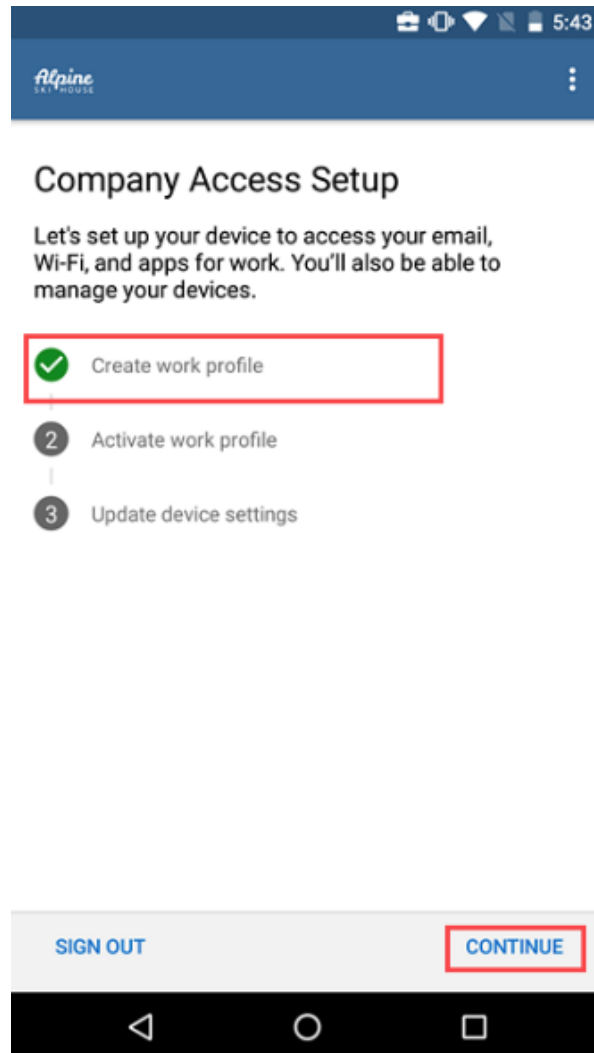 5:43
Alpine
SKI HOUSE
Company Access Setup
Let's set up your device to access your email,
Wi-Fi, and apps for work. You'll also be able to
manage your devices.
Create work profile
2 Activate work profile
3 Update device settings
SIGN OUT CONTINUE